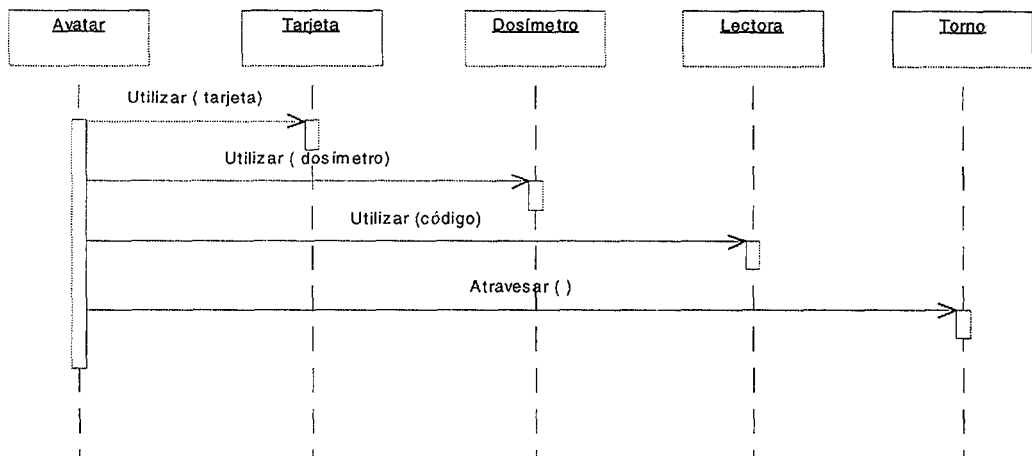 Avatar
Tarjeta
Dosímetro
Lectora
Torno
Utilizar ( tarjeta)
Utilizar ( dosímetro)
Utilizar (código)
Atravesar ( )